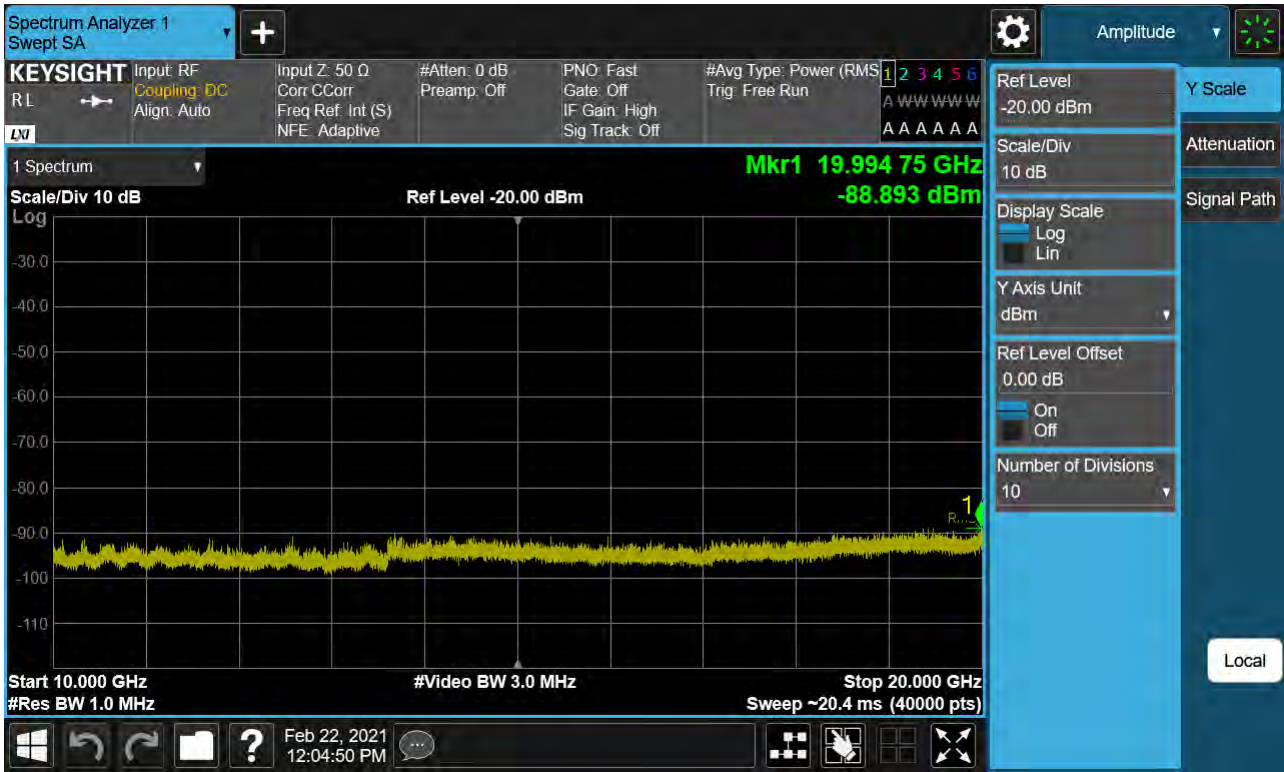 Spectrum Analyzer 1
Swept SA
Amplitude
KEYSIGHT
RL
LXI
Input: RF
Coupling: DC
Align: Auto
Input Z: 50 Ω
Corr CCorr
Freq Ref: Int (S)
NFE: Adaptive
#Atten: 0 dB
Preamp: Off
PNO: Fast
Gate: Off
IF Gain: High
Sig Track: Off
#Avg Type: Power (RMS
Trig: Free Run
1 2 3 4 5 6
A W W W W W
A A A A A A
1 Spectrum
Mkr1 19.994 75 GHz
-88.893 dBm
Scale/Div 10 dB
Ref Level -20.00 dBm
Log
-30.0
-40.0
-50.0
-60.0
-70.0
-80.0
-90.0
-100
-110
1
R...
Start 10.000 GHz
#Video BW 3.0 MHz
Stop 20.000 GHz
#Res BW 1.0 MHz
Sweep ~20.4 ms (40000 pts)
Ref Level
-20.00 dBm
Scale/Div
10 dB
Display Scale
Log
Lin
Y Axis Unit
dBm
Ref Level Offset
0.00 dB
On
Off
Number of Divisions
10
Y Scale
Attenuation
Signal Path
Local
?
Feb 22, 2021
12:04:50 PM